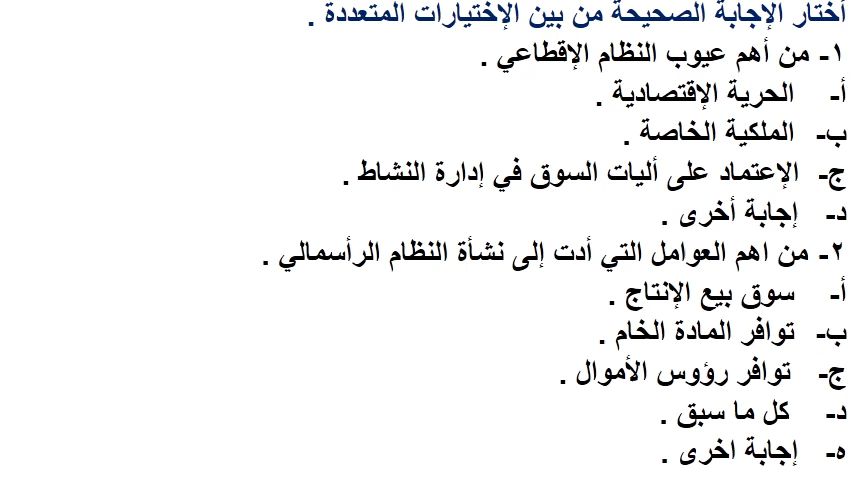 أختار الإجابة الصحيحة من بين الإختيارات المتعددة .
١- من أهم عيوب النظام الإقطاعي .
أ- الحرية الإقتصادية .
ب- الملكية الخاصة .
ج- الإعتماد على أليات السوق في إدارة النشاط .
د- إجابة أخرى .
٢- من اهم العوامل التي أدت إلى نشأة النظام الرأسمالي .
أ- سوق بيع الإنتاج .
ب- توافر المادة الخام .
ج- توافر رؤوس الأموال .
د- كل ما سبق .
ه- إجابة اخرى .